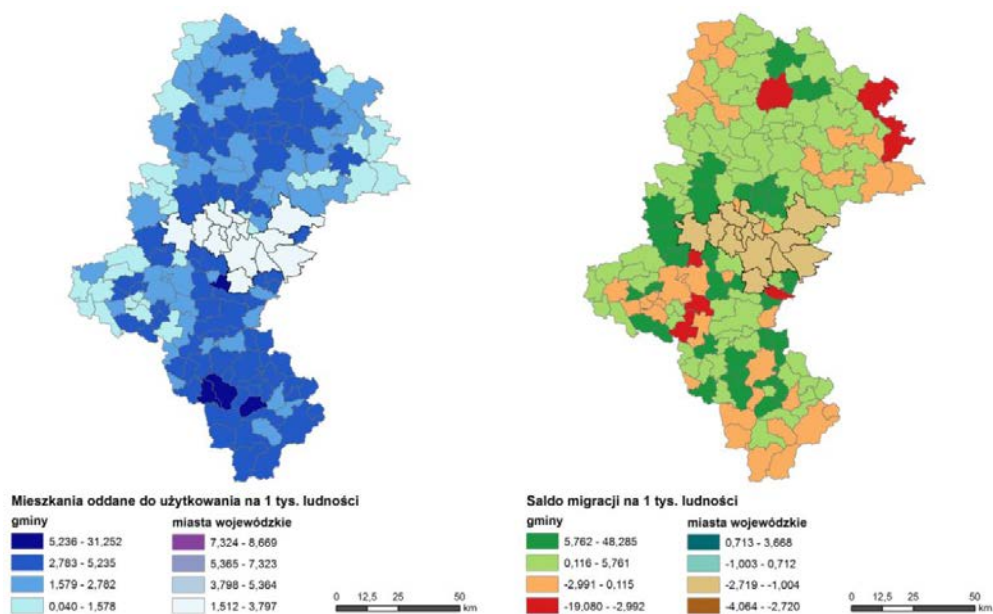 Mieszkania oddane do użytkowania na 1 tys. ludności
gminy
miasta wojewódzkie
5,236 - 31,252
7,324 - 8,669
2,783 - 5,235
5,365 - 7,323
1,579 - 2,782
3,798 - 5,364
0,040 - 1,578
1,512 - 3,797
0 12,5 25 50
km
Saldo migracji na 1 tys. ludności
gminy
miasta wojewódzkie
5,762 - 48,285
0,713 - 3,668
0,116 - 5,761
-1,003 - 0,712
-2,991 - 0,115
-2,719 - -1,004
-19,080 - -2,992
-4,064 - -2,720
0 12,5 25 50
km